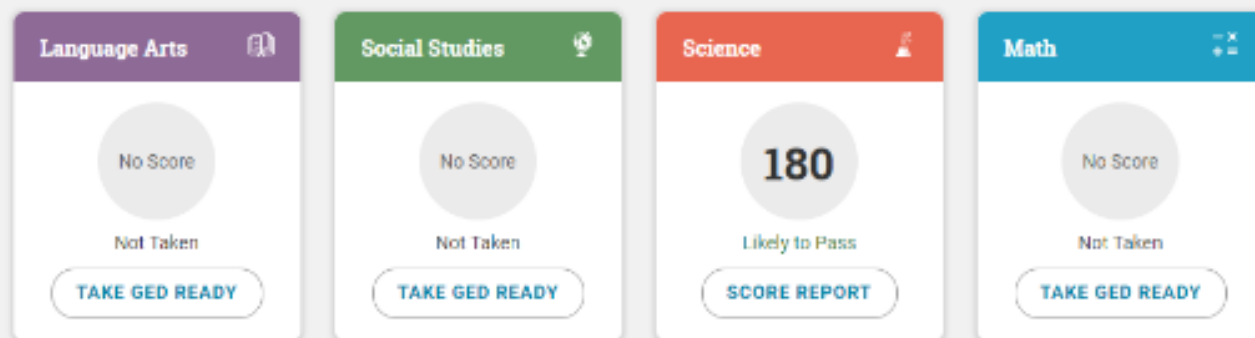 Language Arts
No Score
Not Taken
TAKE GED READY
Social Studies
No Score
Not Taken
TAKE GED READY
Science
180
Likely to Pass
SCORE REPORT
Math
No Score
Not Taken
TAKE GED READY